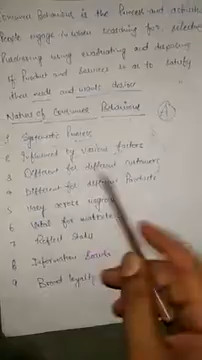 Consumer Behaviour is the Process and activities
People engage in when searching for selecting
Purchasing using evaluating and disposing
of Product and Services so as to satisfy
their needs and wants desires
Nature of Consumer Behaviour
1 Systematic Process
2 Influenced by various factors
3 Different for different customers
4 Different for different Products
5 Vary across regions
6 Vital for marketers
7 Reflect Status
8 Information Search
9 Brand loyalty